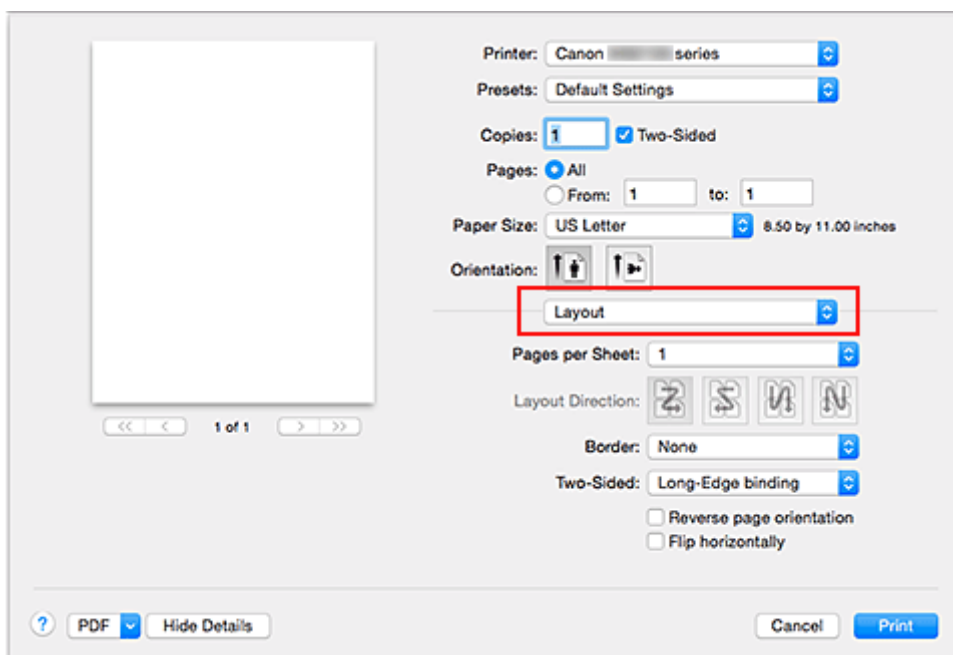 Printer: Canon series
Presets: Default Settings
Copies: 1 Two-Sided
Pages: All
From: 1 to: 1
Paper Size: US Letter 8.50 by 11.00 inches
Orientation:
Layout
Pages per Sheet: 1
Layout Direction:
1 of 1
Border: None
Two-Sided: Long-Edge binding
Reverse page orientation
Flip horizontally
? PDF Hide Details Cancel Print